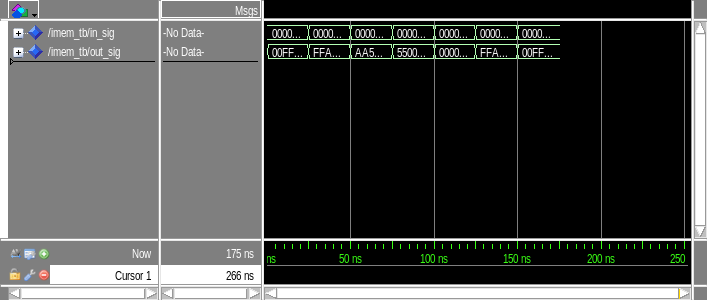 Msgs
/imem_tb/in_sig -No Data- 0000... 0000... 0000... 0000... 0000... 0000... 0000...
/imem_tb/out_sig -No Data- 00FF... FFA... AA5... 5500... 0000... FFA... 00FF...
Now 175 ns ns 50 ns 100 ns 150 ns 200 ns 250
Cursor 1 266 ns